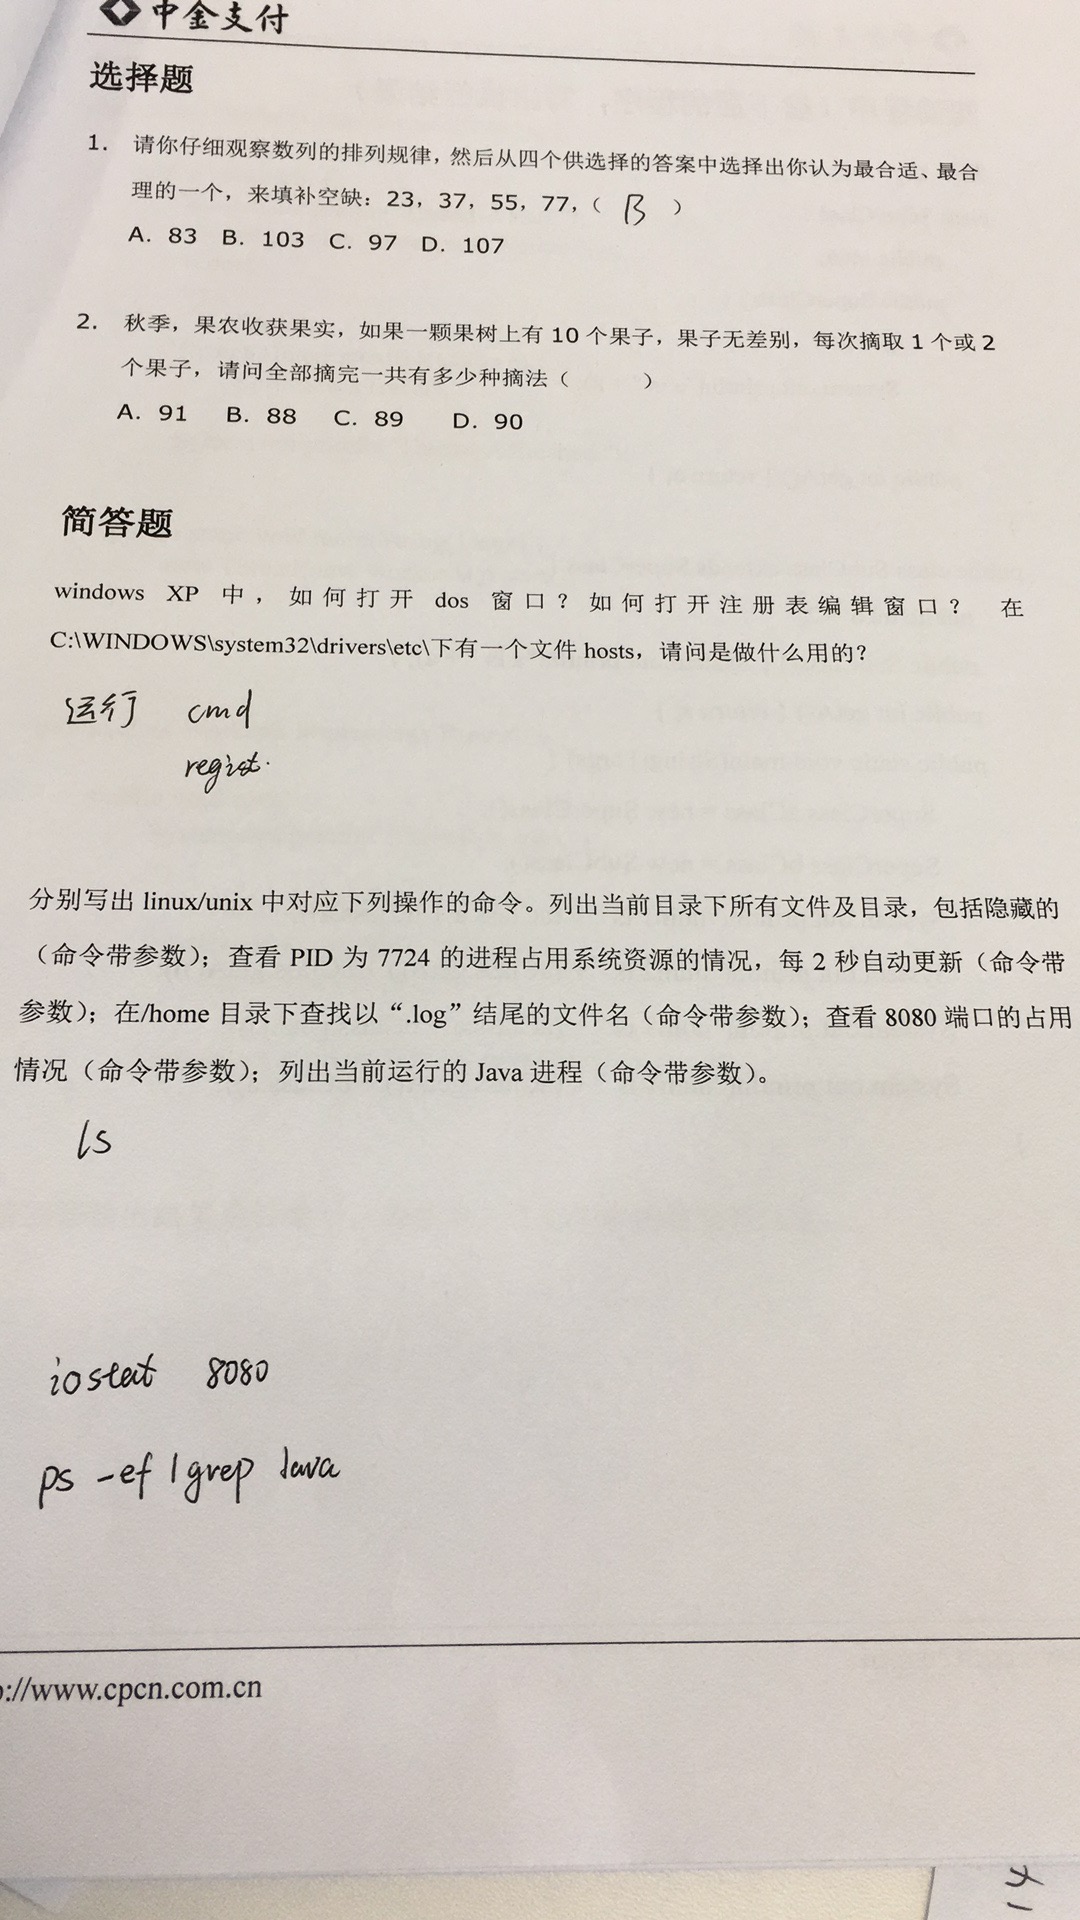 中金支付
选择题
1. 请你仔细观察数列的排列规律，然后从四个供选择的答案中选择出你认为最合适、最合
理的一个，来填补空缺：23，37，55，77，（ B ）
A. 83 B. 103 C. 97 D. 107
2. 秋季，果农收获果实，如果一颗果树上有 10 个果子，果子无差别，每次摘取 1 个或 2
个果子，请问全部摘完一共有多少种摘法（ ）
A. 91 B. 88 C. 89 D. 90
简答题
windows XP 中，如何打开 dos 窗口？如何打开注册表编辑窗口？ 在
C:\WINDOWS\system32\drivers\etc\下有一个文件 hosts，请问是做什么用的？
运行 cmd
regist.
分别写出 linux/unix 中对应下列操作的命令。列出当前目录下所有文件及目录，包括隐藏的
（命令带参数）；查看 PID 为 7724 的进程占用系统资源的情况，每 2 秒自动更新（命令带
参数）；在/home 目录下查找以“.log”结尾的文件名（命令带参数）；查看 8080 端口的占用
情况（命令带参数）；列出当前运行的 Java 进程（命令带参数）。
ls
iostat 8080
ps -ef | grep Java
://www.cpcn.com.cn